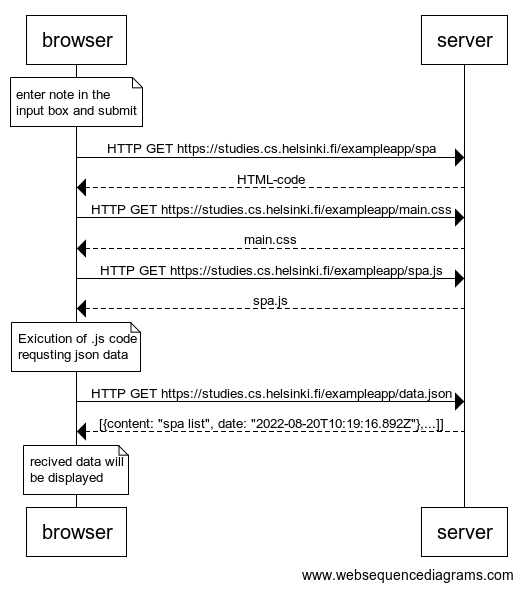 browser
server
enter note in the
input box and submit
HTTP GET https://studies.cs.helsinki.fi/exampleapp/spa
HTML-code
HTTP GET https://studies.cs.helsinki.fi/exampleapp/main.css
main.css
HTTP GET https://studies.cs.helsinki.fi/exampleapp/spa.js
spa.js
Exicution of .js code
requsting json data
HTTP GET https://studies.cs.helsinki.fi/exampleapp/data.json
[{content: "spa list", date: "2022-08-20T10:19:16.892Z"},...]]
recived data will
be displayed
browser
server
www.websequencediagrams.com